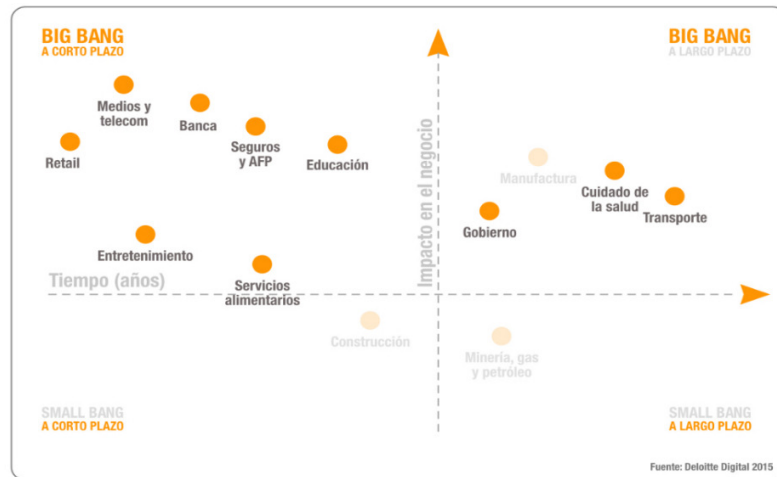 BIG BANG
A CORTO PLAZO
BIG BANG
A LARGO PLAZO
Medios y
telecom
Banca
Seguros
y AFP
Retail
Educación
Impacto en el negocio
Manufactura
Cuidado de
la salud
Transporte
Gobierno
Entretenimiento
Tiempo (años)
Servicios
alimentarios
Construcción
Minería, gas
y petróleo
SMALL BANG
A CORTO PLAZO
SMALL BANG
A LARGO PLAZO
Fuente: Deloitte Digital 2015